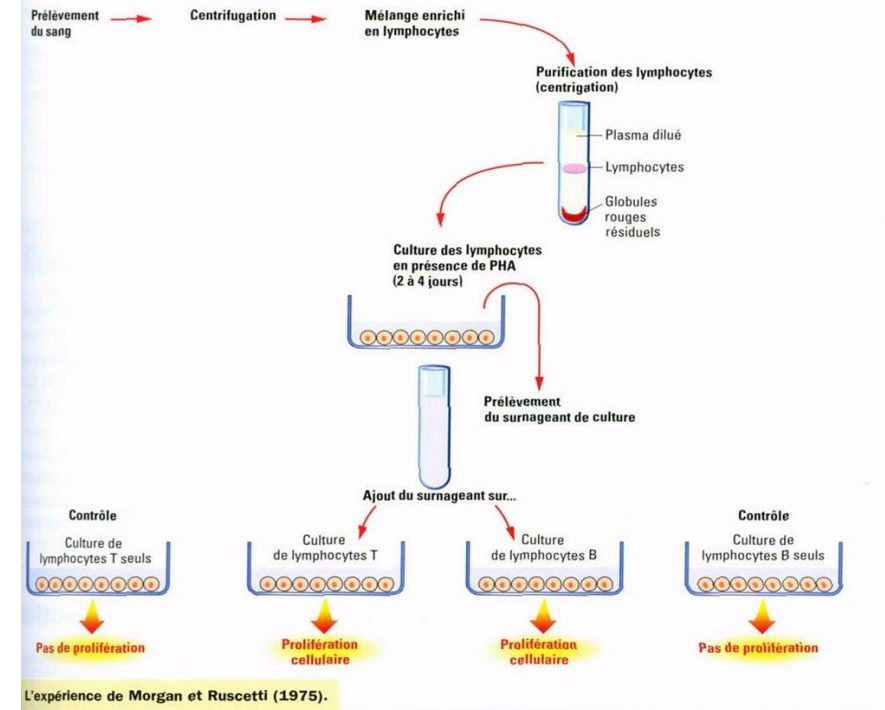 Prélèvement
du sang
Centrifugation
Mélange enrichi
en lymphocytes
Purification des lymphocytes
(centrigation)
Plasma dilué
Lymphocytes
Globules
rouges
résiduels
Culture des lymphocytes
en présence de PHA
(2 à 4 jours)
Prélèvement
du surnageant de culture
Ajout du surnageant sur...
Contrôle
Culture de
lymphocytes T seuls
Culture
de lymphocytes T
Culture
de lymphocytes B
Contrôle
Culture de
lymphocytes B seuls
Pas de prolifération
Prolifération
cellulaire
Prolifération
cellulaire
Pas de prolifération
L'expérience de Morgan et Ruscetti (1975).